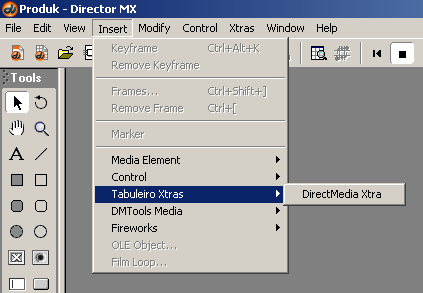 Produk - Director MX
File Edit View Insert Modify Control Xtras Window Help
Keyframe Ctrl+Alt+K
Remove Keyframe
Tools
Frames... Ctrl+Shift+]
Remove Frame Ctrl+[
Marker
Media Element
Control
Tabuleiro Xtras DirectMedia Xtra
DMTools Media
Fireworks
OLE Object...
Film Loop...